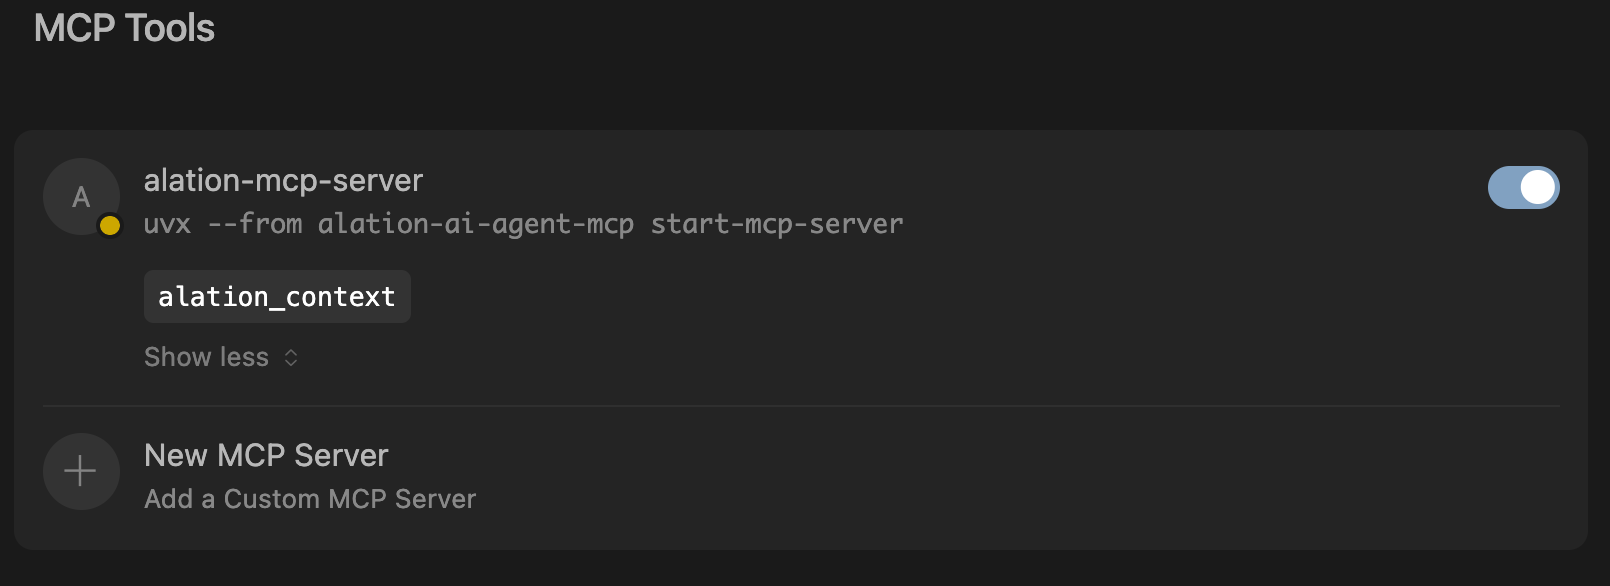 MCP Tools
A
alation-mcp-server
uvx --from alation-ai-agent-mcp start-mcp-server
alation_context
Show less
New MCP Server
Add a Custom MCP Server